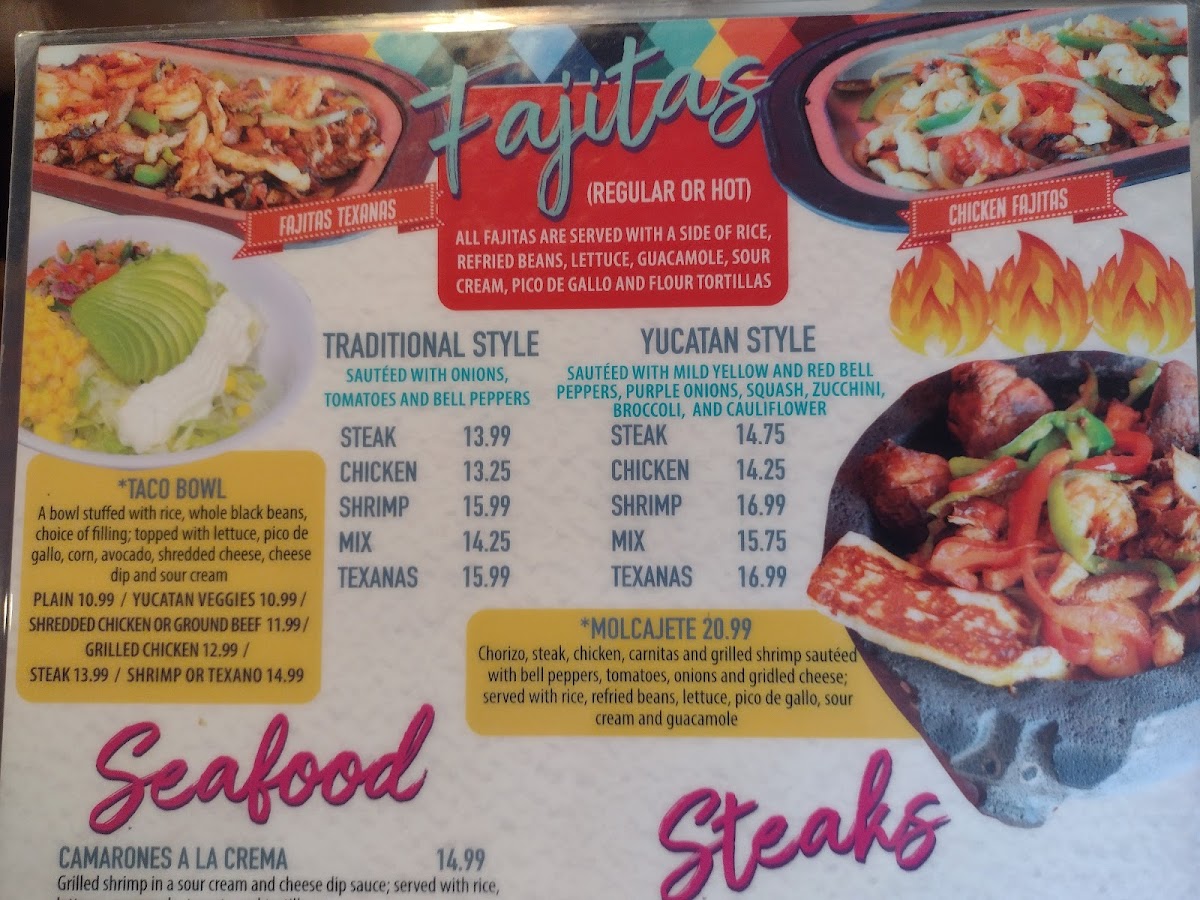 Fajitas
(REGULAR OR HOT)
ALL FAJITAS ARE SERVED WITH A SIDE OF RICE,
REFRIED BEANS, LETTUCE, GUACAMOLE, SOUR
CREAM, PICO DE GALLO AND FLOUR TORTILLAS
FAJITAS TEXANAS
CHICKEN FAJITAS
TRADITIONAL STYLE
SAUTÉED WITH ONIONS,
TOMATOES AND BELL PEPPERS
STEAK 13.99
CHICKEN 13.25
SHRIMP 15.99
MIX 14.25
TEXANAS 15.99
YUCATAN STYLE
SAUTÉED WITH MILD YELLOW AND RED BELL
PEPPERS, PURPLE ONIONS, SQUASH, ZUCCHINI,
BROCCOLI, AND CAULIFLOWER
STEAK 14.75
CHICKEN 14.25
SHRIMP 16.99
MIX 15.75
TEXANAS 16.99
*TACO BOWL
A bowl stuffed with rice, whole black beans,
choice of filling; topped with lettuce, pico de
gallo, corn, avocado, shredded cheese, cheese
dip and sour cream
PLAIN 10.99 / YUCATAN VEGGIES 10.99 /
SHREDDED CHICKEN OR GROUND BEEF 11.99 /
GRILLED CHICKEN 12.99 /
STEAK 13.99 / SHRIMP OR TEXANO 14.99
*MOLCAJETE 20.99
Chorizo, steak, chicken, carnitas and grilled shrimp sautéed
with bell peppers, tomatoes, onions and gridled cheese;
served with rice, refried beans, lettuce, pico de gallo, sour
cream and guacamole
Seafood
CAMARONES A LA CREMA 14.99
Grilled shrimp in a sour cream and cheese dip sauce; served with rice,
Steaks